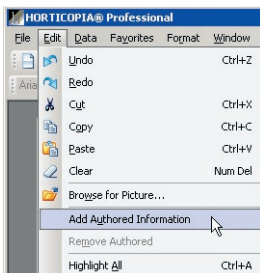 HORTICOPIA® Professional
File Edit Data Favorites Format Window
Aria
Undo Ctrl+Z
Redo
Cut Ctrl+X
Copy Ctrl+C
Paste Ctrl+V
Clear Num Del
Browse for Picture...
Add Authored Information
Remove Authored
Highlight All Ctrl+A